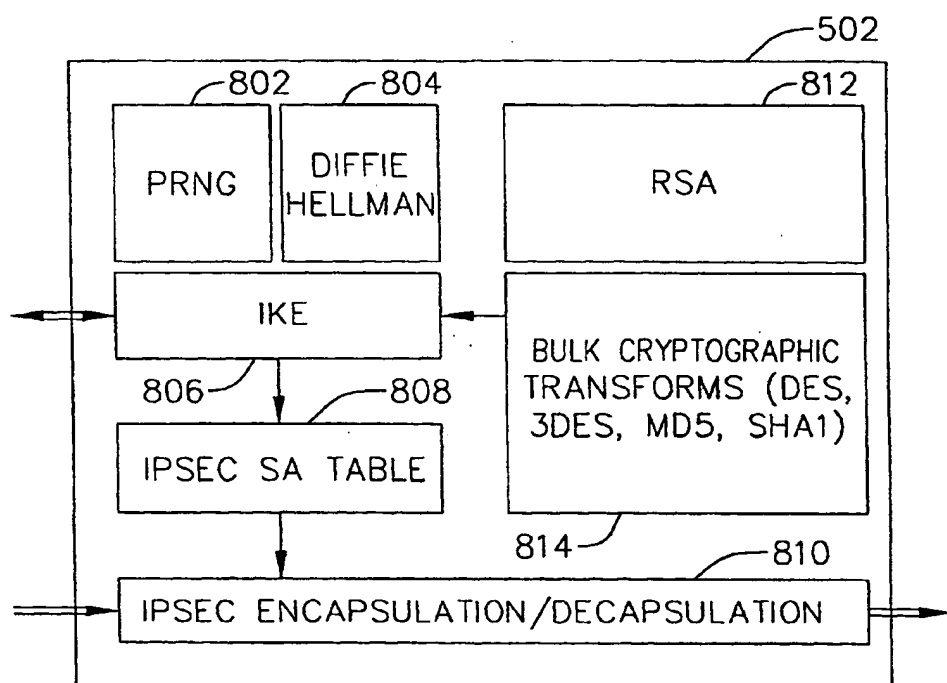 502
802
804
812
PRNG
DIFFIE
HELLMAN
RSA
IKE
BULK CRYPTOGRAPHIC
TRANSFORMS (DES,
3DES, MD5, SHA1)
806
808
IPSEC SA TABLE
814
810
IPSEC ENCAPSULATION/DECAPSULATION